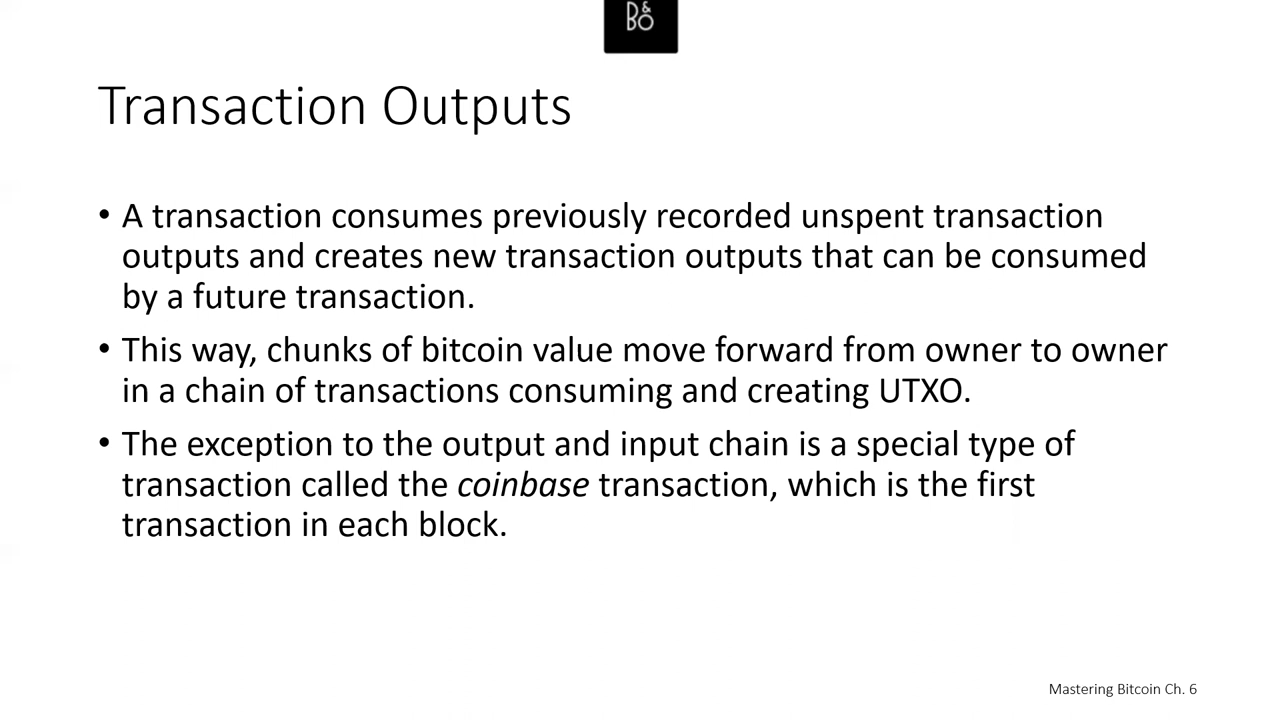 B&O
Transaction Outputs
• A transaction consumes previously recorded unspent transaction
outputs and creates new transaction outputs that can be consumed
by a future transaction.
• This way, chunks of bitcoin value move forward from owner to owner
in a chain of transactions consuming and creating UTXO.
• The exception to the output and input chain is a special type of
transaction called the coinbase transaction, which is the first
transaction in each block.
Mastering Bitcoin Ch. 6